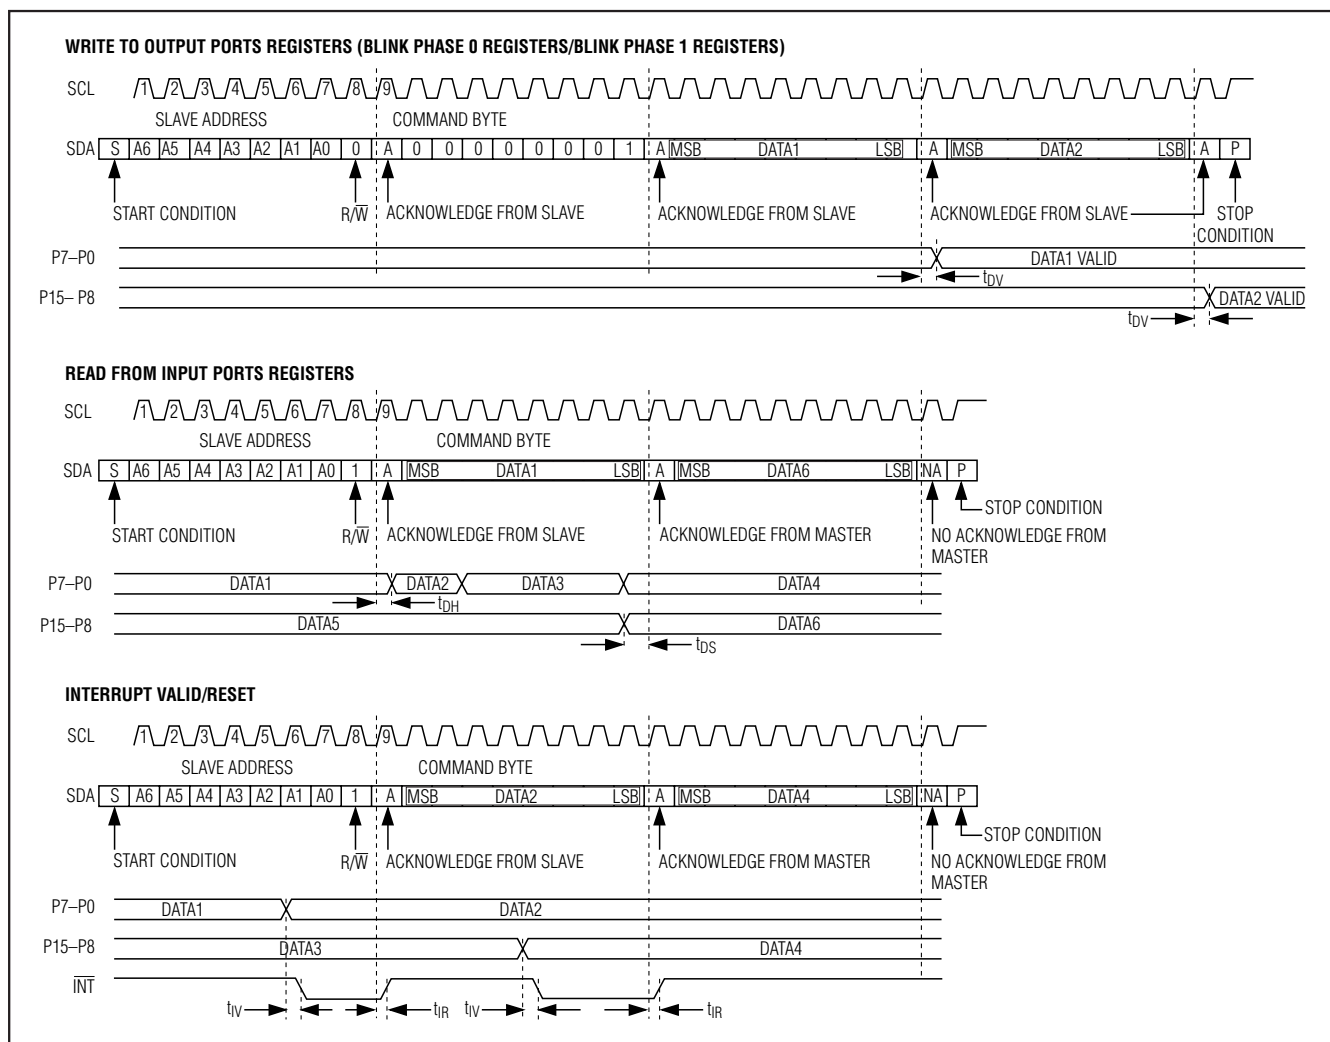 WRITE TO OUTPUT PORTS REGISTERS (BLINK PHASE 0 REGISTERS/BLINK PHASE 1 REGISTERS)
SCL 1 2 3 4 5 6 7 8 9
SLAVE ADDRESS COMMAND BYTE
SDA S A6 A5 A4 A3 A2 A1 A0 0 A 0 0 0 0 0 0 0 1 A MSB DATA1 LSB A MSB DATA2 LSB A P
START CONDITION R/W̅ ACKNOWLEDGE FROM SLAVE ACKNOWLEDGE FROM SLAVE ACKNOWLEDGE FROM SLAVE STOP
CONDITION
P7–P0 DATA1 VALID
tDV
P15– P8 DATA2 VALID
tDV
READ FROM INPUT PORTS REGISTERS
SCL 1 2 3 4 5 6 7 8 9
SLAVE ADDRESS COMMAND BYTE
SDA S A6 A5 A4 A3 A2 A1 A0 1 A MSB DATA1 LSB A MSB DATA6 LSB NA P
STOP CONDITION
START CONDITION R/W̅ ACKNOWLEDGE FROM SLAVE ACKNOWLEDGE FROM MASTER NO ACKNOWLEDGE FROM
MASTER
P7–P0 DATA1 DATA2 DATA3 DATA4
tDH
P15–P8 DATA5 DATA6
tDS
INTERRUPT VALID/RESET
SCL 1 2 3 4 5 6 7 8 9
SLAVE ADDRESS COMMAND BYTE
SDA S A6 A5 A4 A3 A2 A1 A0 1 A MSB DATA2 LSB A MSB DATA4 LSB NA P
STOP CONDITION
START CONDITION R/W̅ ACKNOWLEDGE FROM SLAVE ACKNOWLEDGE FROM MASTER NO ACKNOWLEDGE FROM
MASTER
P7–P0 DATA1 DATA2
P15–P8 DATA3 DATA4
I̅N̅T̅
tIV tIR tIV tIR